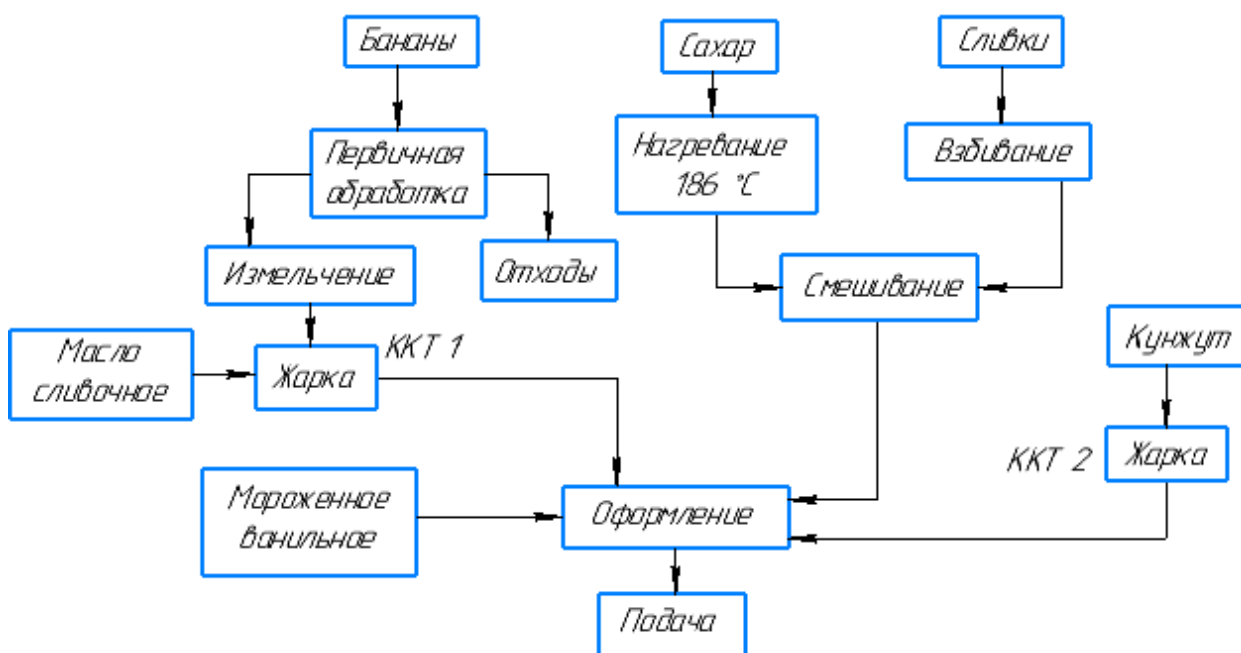 Бананы
Сахар
Сливки
Первичная
обработка
Нагревание
186 °C
Взбивание
Измельчение
Отходы
Смешивание
Масло
сливочное
Жарка
ККТ 1
Кунжут
ККТ 2
Жарка
Мороженное
ванильное
Оформление
Подача